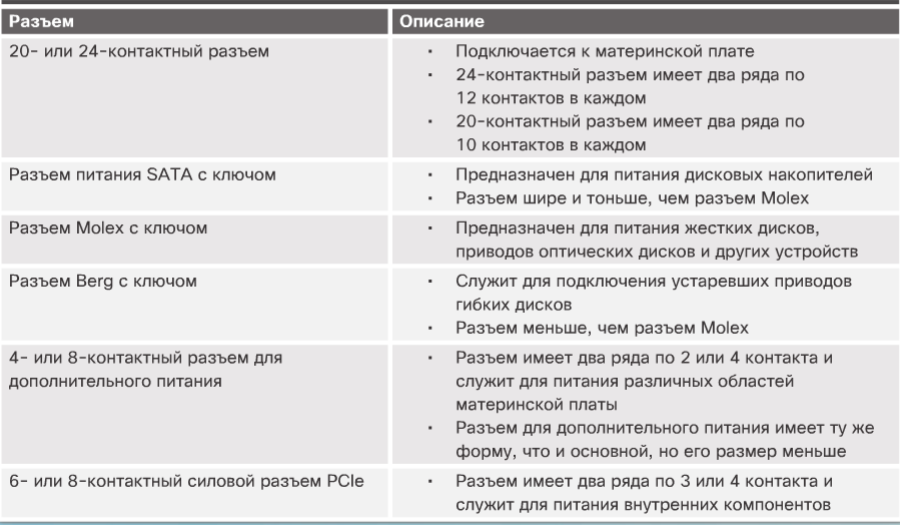 Разъем Описание
20- или 24-контактный разъем
• Подключается к материнской плате
• 24-контактный разъем имеет два ряда по
12 контактов в каждом
• 20-контактный разъем имеет два ряда по
10 контактов в каждом
Разъем питания SATA с ключом
• Предназначен для питания дисковых накопителей
• Разъем шире и тоньше, чем разъем Molex
Разъем Molex с ключом
• Предназначен для питания жестких дисков,
приводов оптических дисков и других устройств
Разъем Berg с ключом
• Служит для подключения устаревших приводов
гибких дисков
• Разъем меньше, чем разъем Molex
4- или 8-контактный разъем для
дополнительного питания
• Разъем имеет два ряда по 2 или 4 контакта и
служит для питания различных областей
материнской платы
• Разъем для дополнительного питания имеет ту же
форму, что и основной, но его размер меньше
6- или 8-контактный силовой разъем PCIe
• Разъем имеет два ряда по 3 или 4 контакта и
служит для питания внутренних компонентов